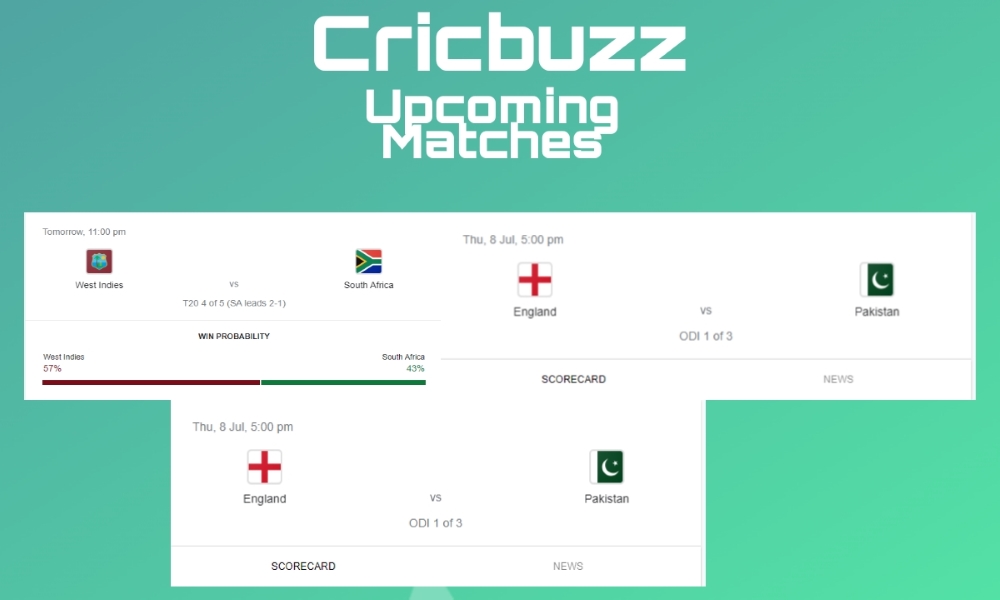 Cricbuzz
Upcoming
Matches
Tomorrow, 11:00 pm
West Indies
vs
South Africa
T20 4 of 5 (SA leads 2-1)
WIN PROBABILITY
West Indies
South Africa
57%
43%
Thu, 8 Jul, 5:00 pm
England
vs
Pakistan
ODI 1 of 3
SCORECARD
NEWS
Thu, 8 Jul, 5:00 pm
England
vs
Pakistan
ODI 1 of 3
SCORECARD
NEWS